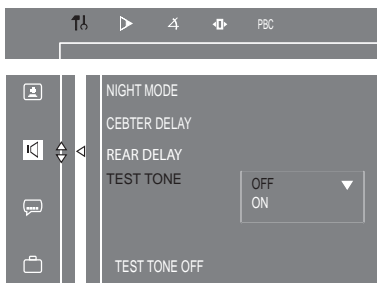 PBC
NIGHT MODE
CEBTER DELAY
REAR DELAY
TEST TONE
OFF
ON
TEST TONE OFF